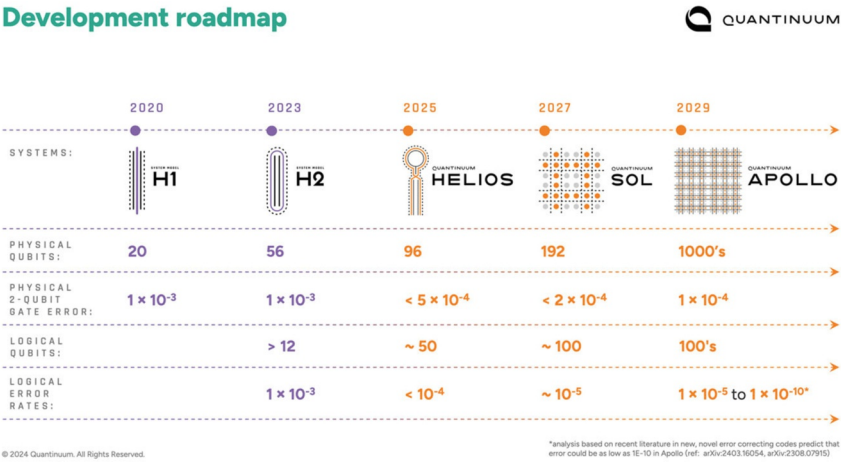 Development roadmap
QUANTINUUM
2020 2023 2025 2027 2029
SYSTEMS:
SYSTEM MODEL
H1
SYSTEM MODEL
H2
QUANTINUUM
HELIOS
QUANTINUUM
SOL
QUANTINUUM
APOLLO
PHYSICAL
QUBITS:
20 56 96 192 1000's
PHYSICAL
2-QUBIT
GATE ERROR:
1 × 10⁻³ 1 × 10⁻³ < 5 × 10⁻⁴ < 2 × 10⁻⁴ 1 × 10⁻⁴
LOGICAL
QUBITS:
> 12 ~ 50 ~ 100 100's
LOGICAL
ERROR
RATES:
1 × 10⁻³ < 10⁻⁴ ~ 10⁻⁵ 1 × 10⁻⁵ to 1 × 10⁻¹⁰*
© 2024 Quantinuum. All Rights Reserved.
*analysis based on recent literature in new, novel error correcting codes predict that
error could be as low as 1E-10 in Apollo (ref: arXiv:2403.16054, arXiv:2308.07915)